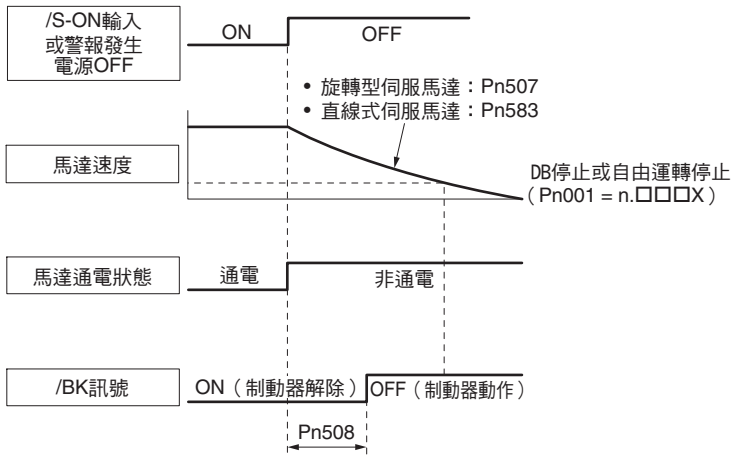 /S-ON輸入
或警報發生
電源OFF
ON
OFF
• 旋轉型伺服馬達：Pn507
• 直線式伺服馬達：Pn583
馬達速度
DB停止或自由運轉停止
（Pn001 = n.□□□X）
馬達通電狀態
通電
非通電
/BK訊號
ON（制動器解除）
OFF（制動器動作）
Pn508